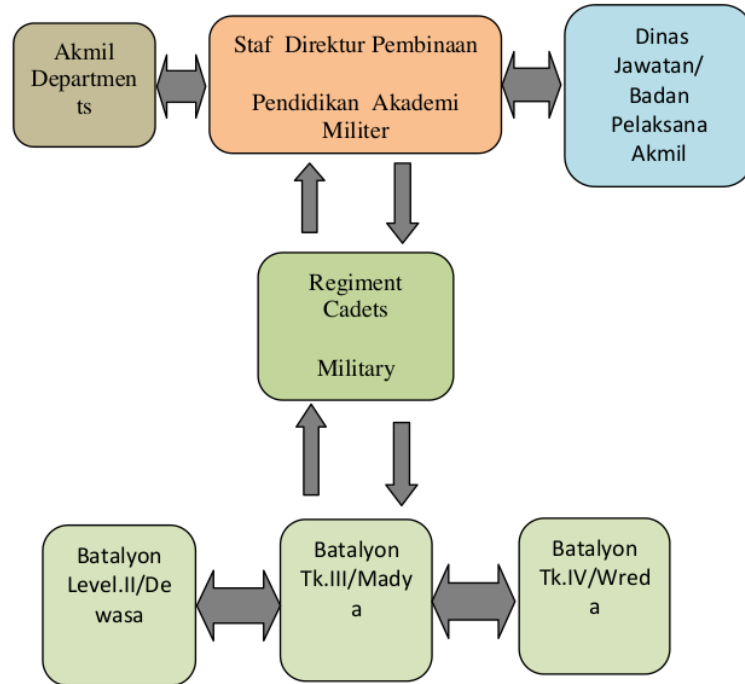 Akmil
Departmen
ts
Staf Direktur Pembinaan
Pendidikan Akademi
Militer
Dinas
Jawatan/
Badan
Pelaksana
Akmil
Regiment
Cadets
Military
Batalyon
Level.II/De
wasa
Batalyon
Tk.III/Mady
a
Batalyon
Tk.IV/Wred
a